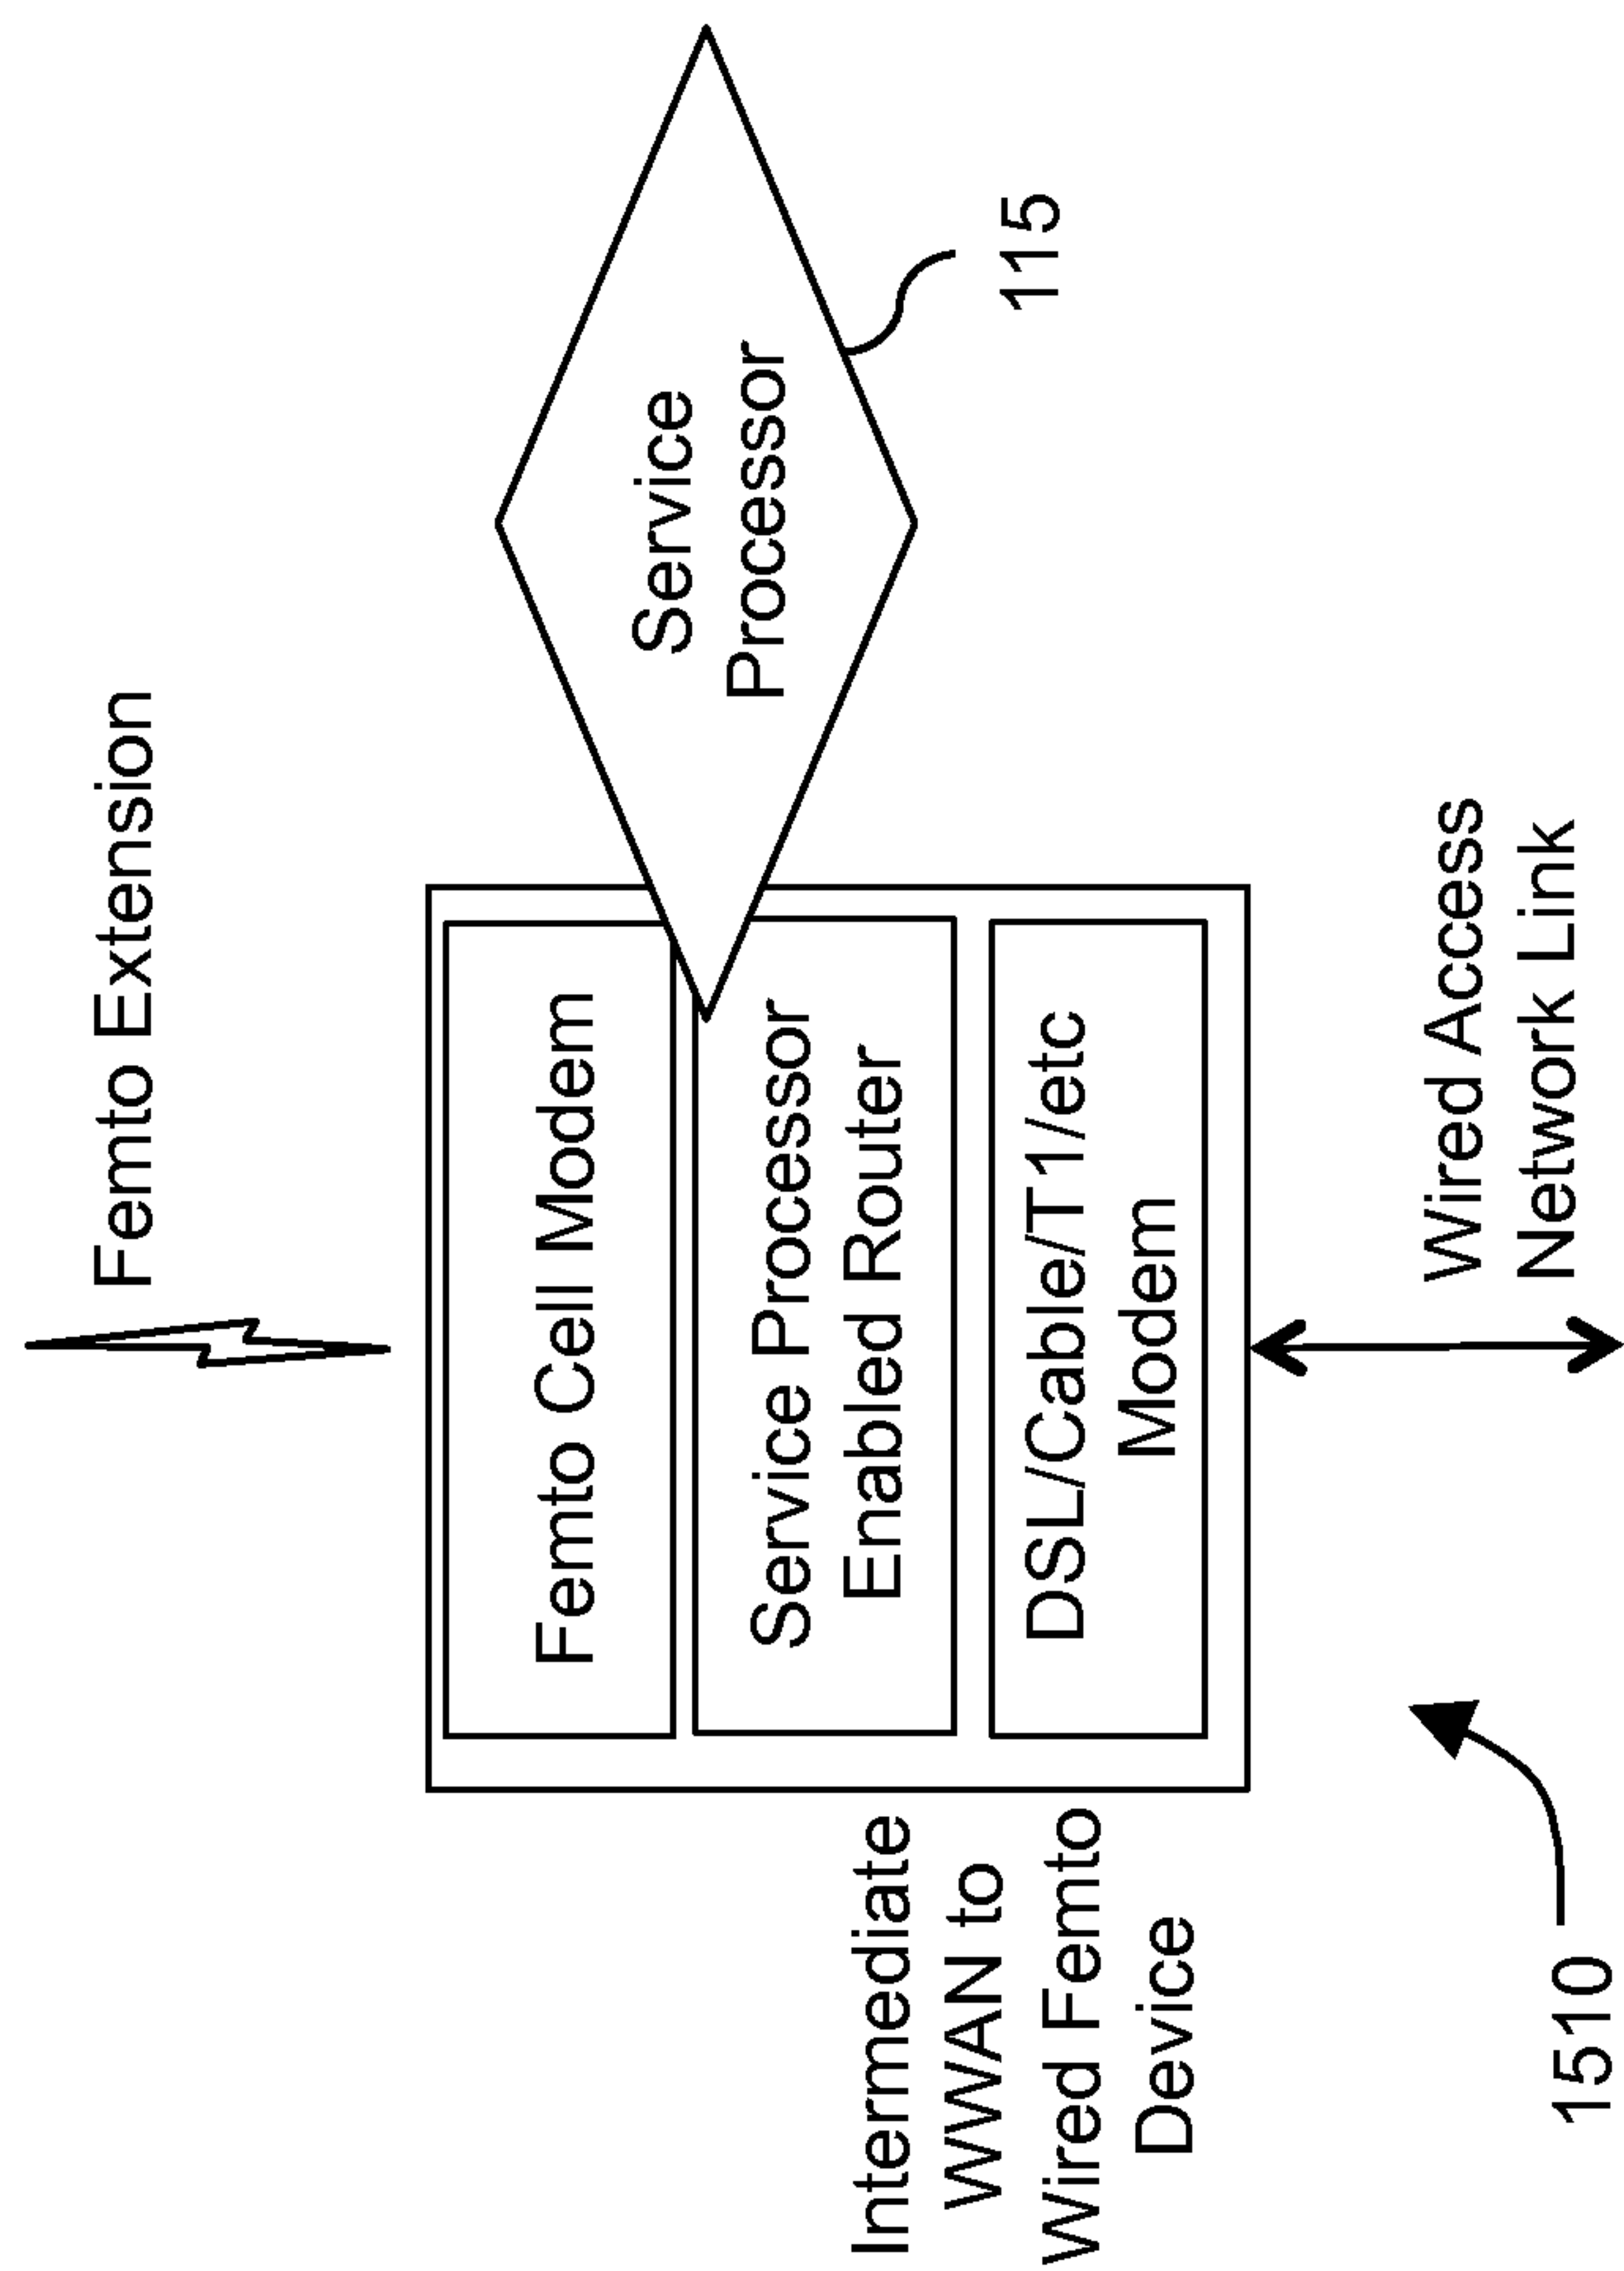 Femto Extension
Femto Cell Modem
Service Processor
Enabled Router
DSL/Cable/T1/etc
Modem
Service
Processor
115
Intermediate
WWAN to
Wired Femto
Device
Wired Access
Network Link
1510